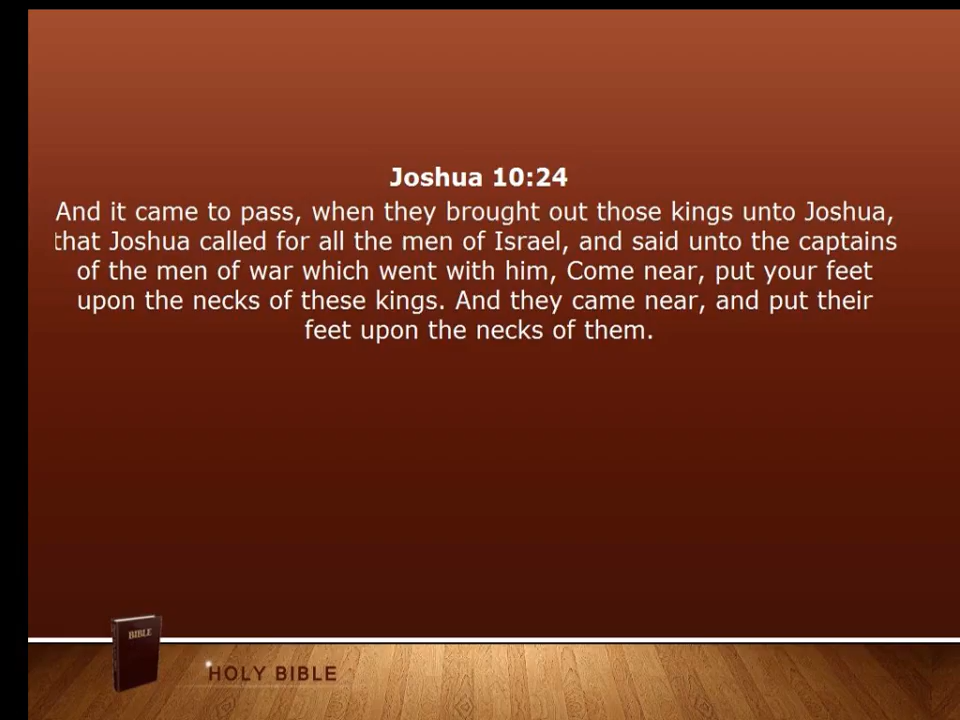 Joshua 10:24
And it came to pass, when they brought out those kings unto Joshua,
that Joshua called for all the men of Israel, and said unto the captains
of the men of war which went with him, Come near, put your feet
upon the necks of these kings. And they came near, and put their
feet upon the necks of them.
BIBLE
HOLY BIBLE